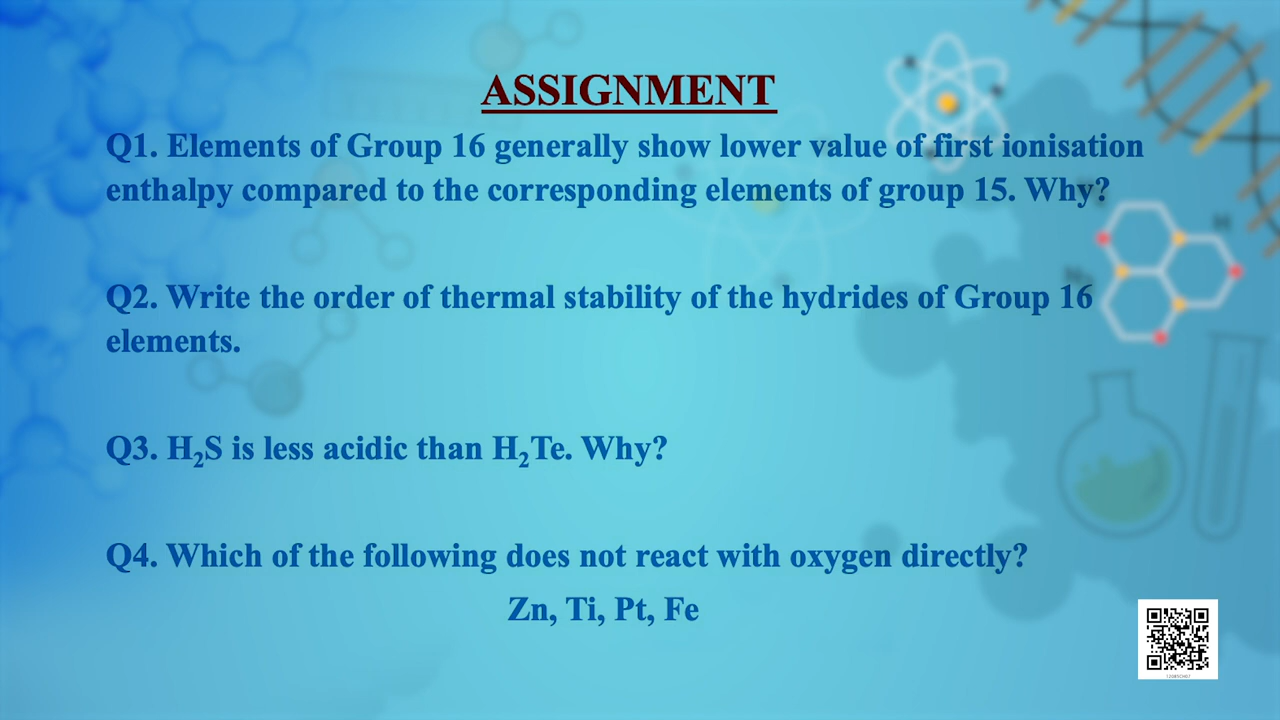 ASSIGNMENT
Q1. Elements of Group 16 generally show lower value of first ionisation
enthalpy compared to the corresponding elements of group 15. Why?
Q2. Write the order of thermal stability of the hydrides of Group 16
elements.
Q3. H₂S is less acidic than H₂Te. Why?
Q4. Which of the following does not react with oxygen directly?
Zn, Ti, Pt, Fe